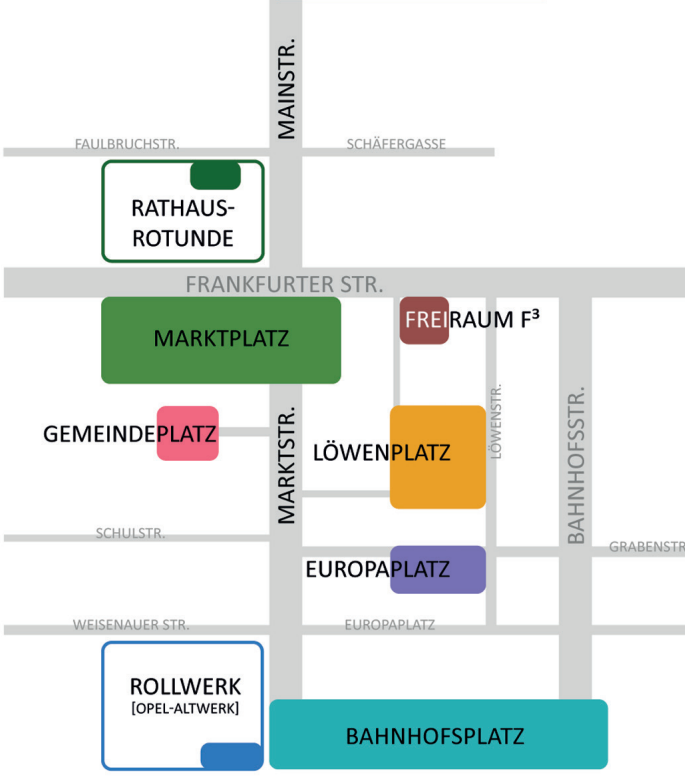 MAINSTR.
FAULBRUCHSTR.
SCHÄFERGASSE
RATHAUS-
ROTUNDE
FRANKFURTER STR.
MARKTPLATZ
FREIRAUM F³
GEMEINDEPLATZ
MARKTSTR.
LÖWENPLATZ
LÖWENSTR.
BAHNHOFSSTR.
SCHULSTR.
GRABENSTR
EUROPAPLATZ
WEISENAUER STR.
EUROPAPLATZ
ROLLWERK
[OPEL-ALTWERK]
BAHNHOFSPLATZ